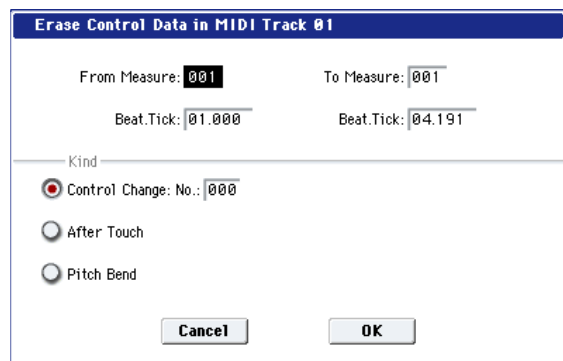 Erase Control Data in MIDI Track 01
From Measure: 001 To Measure: 001
Beat.Tick: 01.000 Beat.Tick: 04.191
Kind
Control Change: No.: 000
After Touch
Pitch Bend
Cancel OK